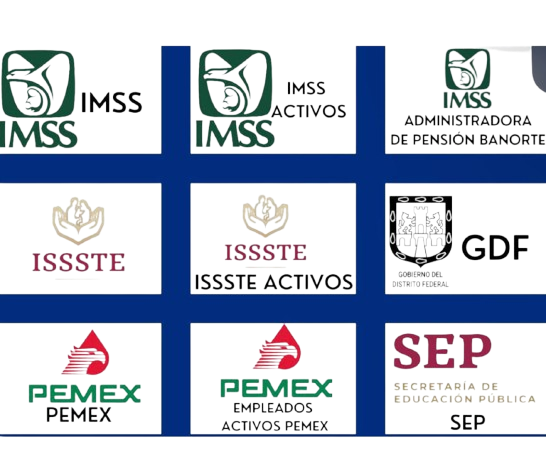 IMSS
IMSS
IMSS
IMSS
ACTIVOS
IMSS
ADMINISTRADORA
DE PENSIÓN BANORTE
ISSSTE
ISSSTE
ISSSTE ACTIVOS
GOBIERNO DEL
DISTRITO FEDERAL
GDF
PEMEX
PEMEX
PEMEX
EMPLEADOS
ACTIVOS PEMEX
SEP
SECRETARÍA DE
EDUCACIÓN PÚBLICA
SEP